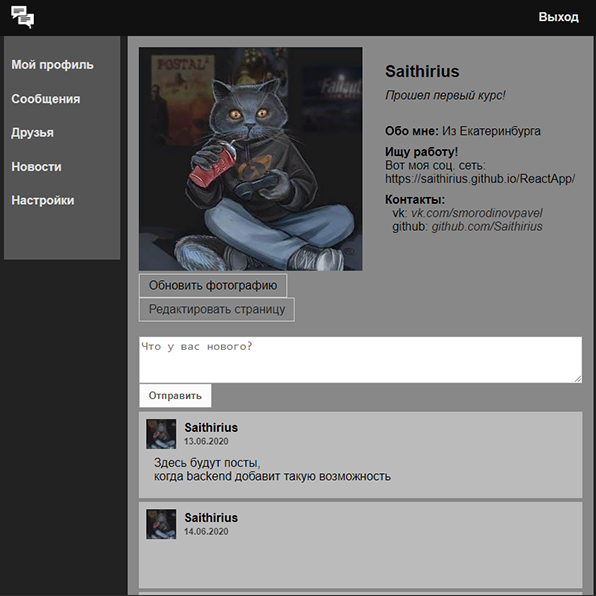 Выход
Мой профиль
Сообщения
Друзья
Новости
Настройки
POSTAL 2
Fallout
Saithirius
Прошел первый курс!
Обо мне: Из Екатеринбурга
Ищу работу!
Вот моя соц. сеть:
https://saithirius.github.io/ReactApp/
Контакты:
vk: vk.com/smorodinovpavel
github: github.com/Saithirius
Обновить фотографию
Редактировать страницу
Что у вас нового?
Отправить
Saithirius
13.06.2020
Здесь будут посты,
когда backend добавит такую возможность
Saithirius
14.06.2020